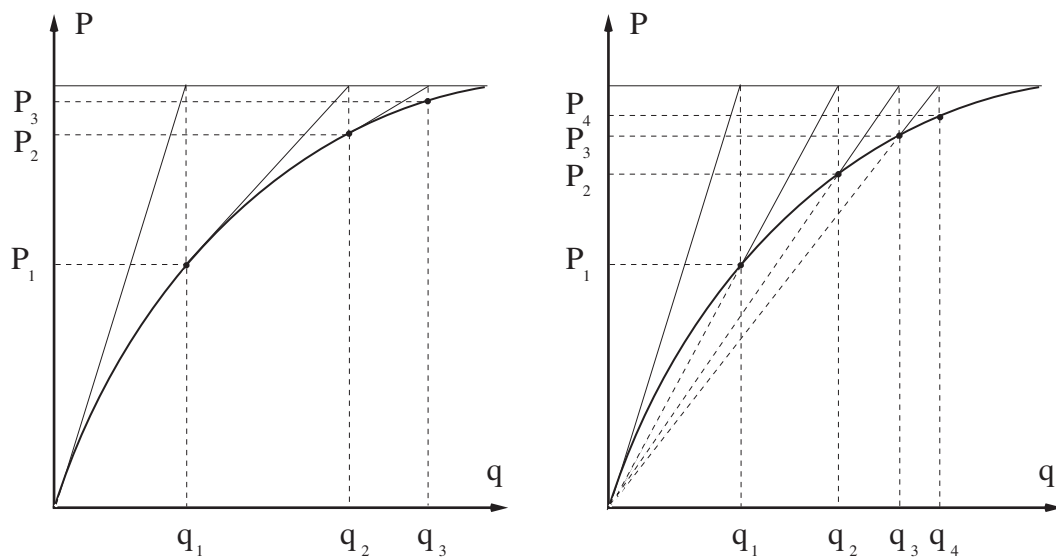 P
P₃
P₂
P₁
q
q₁
q₂
q₃
P
P₄
P₃
P₂
P₁
q
q₁
q₂
q₃
q₄